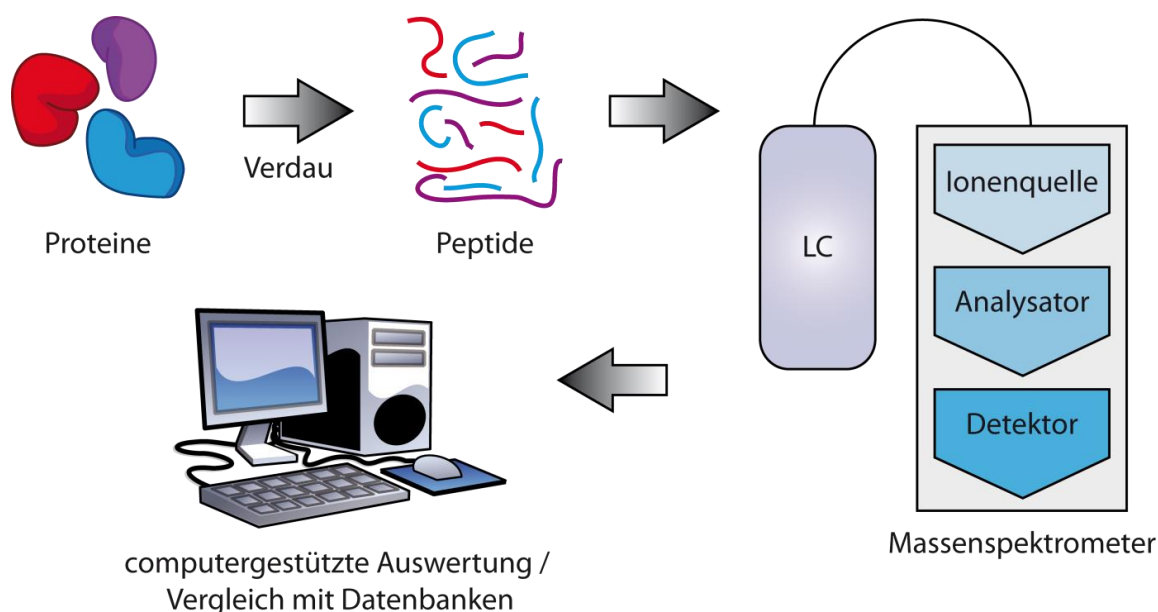 Verdau
Proteine
Peptide
LC
Ionenquelle
Analysator
Detektor
Massenspektrometer
computergestützte Auswertung /
Vergleich mit Datenbanken